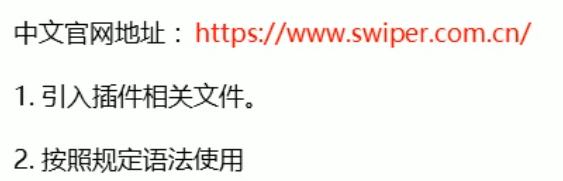 中文官网地址： https://www.swiper.com.cn/
1. 引入插件相关文件。
2. 按照规定语法使用